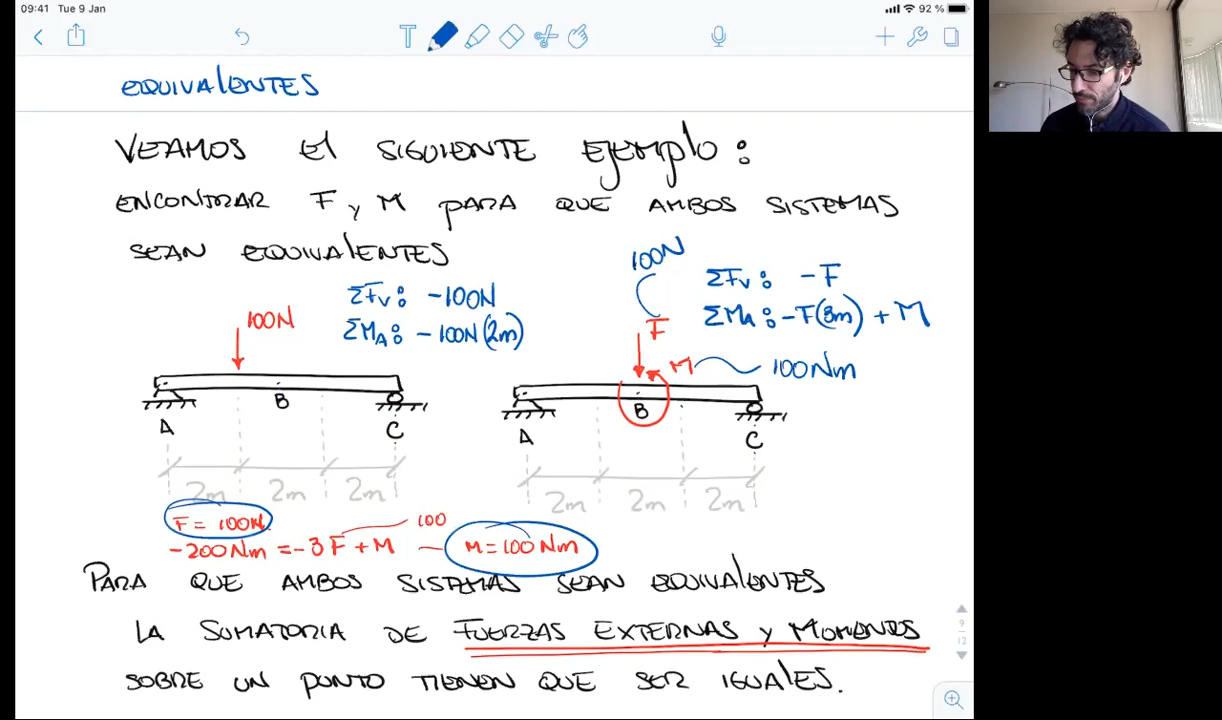 09:41 Tue 9 Jan
92 %
EQUIVALENTES
VEAMOS EL SIGUIENTE EJEMPLO:
ENCONTRAR F y M PARA QUE AMBOS SISTEMAS
SEAN EQUIVALENTES
ΣFv: -100N
ΣMA: -100N(2m)
100N
A
B
C
2m 2m 2m
100N
ΣFv: -F
ΣMA: -F(3m) + M
F
M
100Nm
A
B
C
2m 2m 2m
F = 100N
-200Nm = -3F + M
100
M = 100Nm
PARA QUE AMBOS SISTEMAS SEAN EQUIVALENTES
LA SUMATORIA DE FUERZAS EXTERNAS y MOMENOS
SOBRE UN PUNTO TIENEN QUE SER IGUALES.
9
12